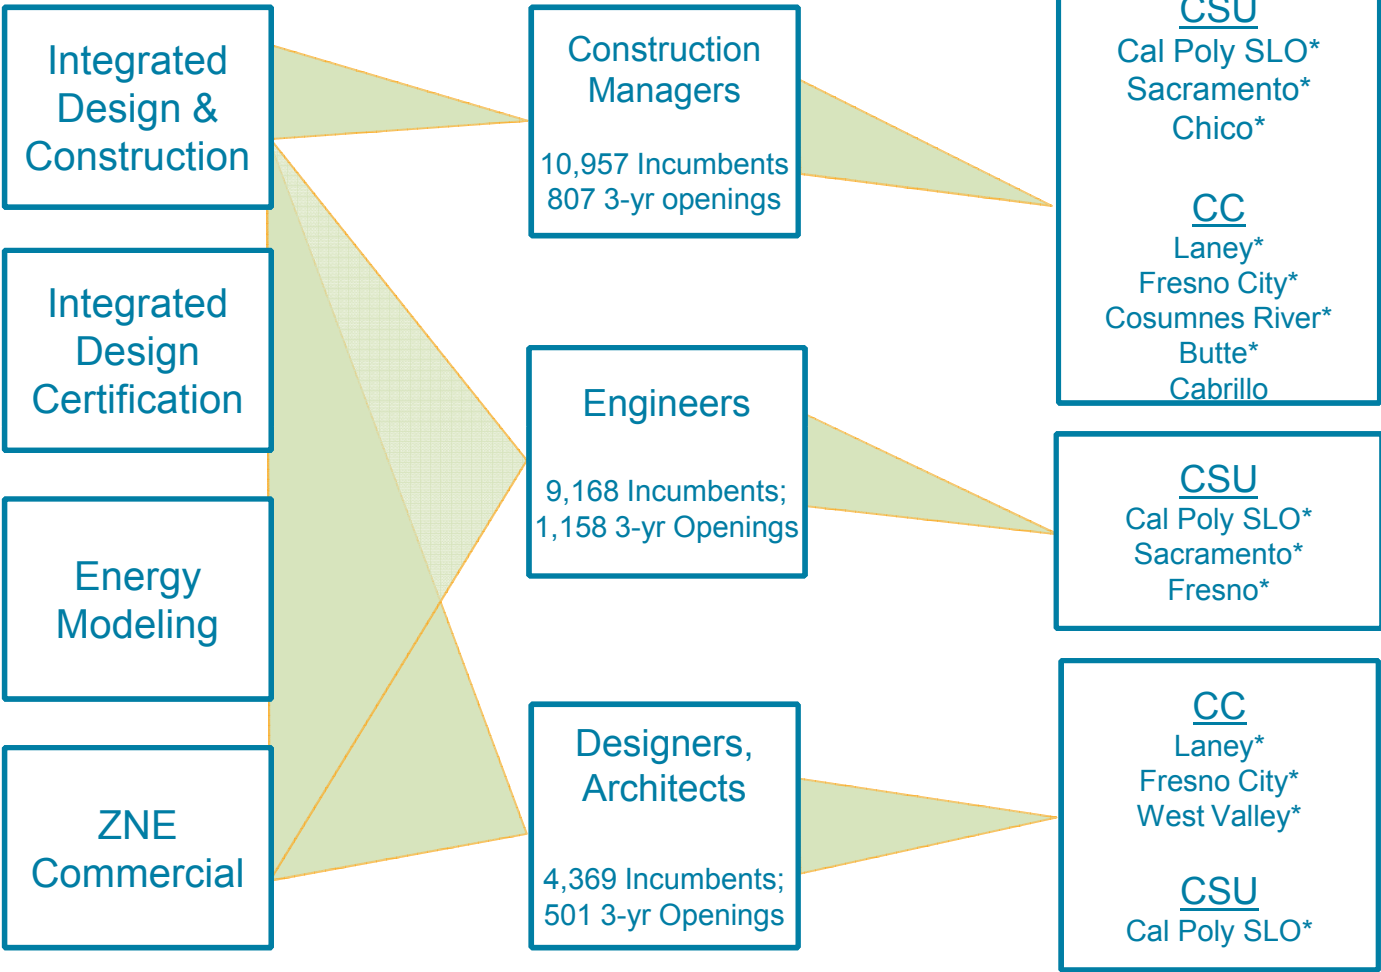 Integrated
Design &
Construction
Integrated
Design
Certification
Energy
Modeling
ZNE
Commercial
Construction
Managers
10,957 Incumbents
807 3-yr openings
Engineers
9,168 Incumbents;
1,158 3-yr Openings
Designers,
Architects
4,369 Incumbents;
501 3-yr Openings
CSU
Cal Poly SLO*
Sacramento*
Chico*
CC
Laney*
Fresno City*
Cosumnes River*
Butte*
Cabrillo
CSU
Cal Poly SLO*
Sacramento*
Fresno*
CC
Laney*
Fresno City*
West Valley*
CSU
Cal Poly SLO*